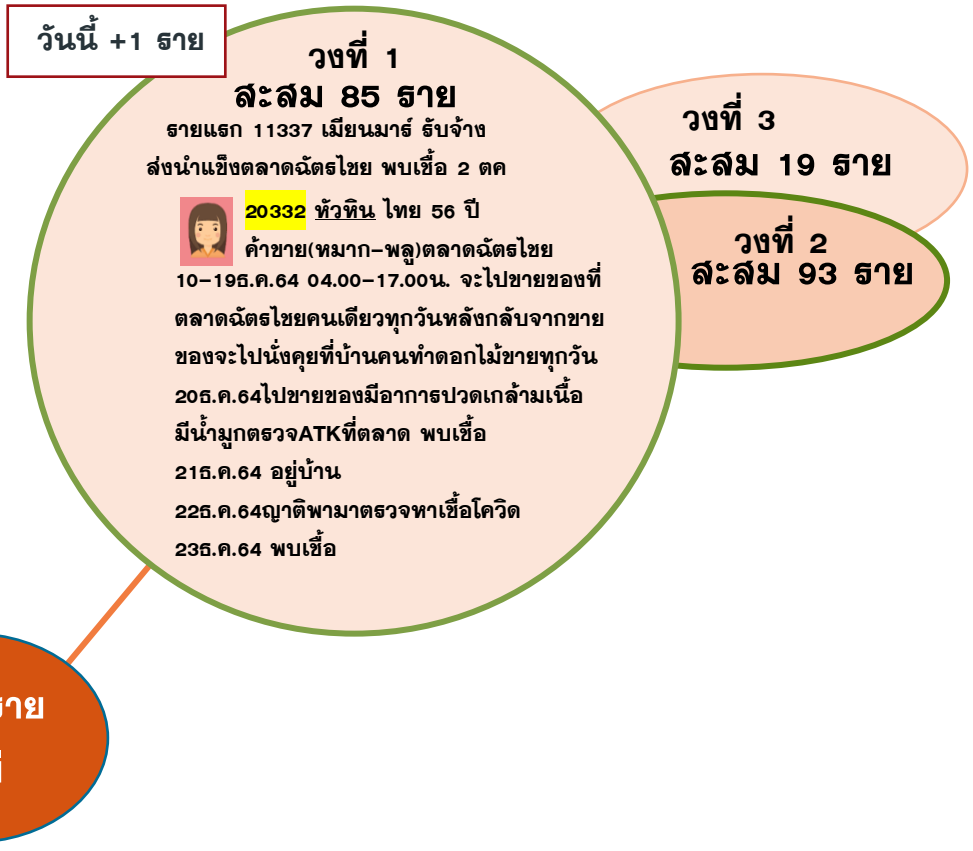 วันนี้ +1 ราย
วงที่ 1
สะสม 85 ราย
รายแรก 11337 เมียนมาร์ รับจ้าง
ส่งนำแข็งตลาดฉัตรไชย พบเชื้อ 2 ตค
20332 หัวหิน ไทย 56 ปี
ค้าขาย(หมาก-พลู)ตลาดฉัตรไชย
10-19ธ.ค.64 04.00-17.00น. จะไปขายของที่
ตลาดฉัตรไชยคนเดียวทุกวันหลังกลับจากขาย
ของจะไปนั่งคุยที่บ้านคนทำดอกไม้ขายทุกวัน
20ธ.ค.64ไปขายของมีอาการปวดเกล้ามเนื้อ
มีน้ำมูกตรวจATKที่ตลาด พบเชื้อ
21ธ.ค.64 อยู่บ้าน
22ธ.ค.64ญาติพามาตรวจหาเชื้อโควิด
23ธ.ค.64 พบเชื้อ
วงที่ 3
สะสม 19 ราย
วงที่ 2
สะสม 93 ราย
ราย